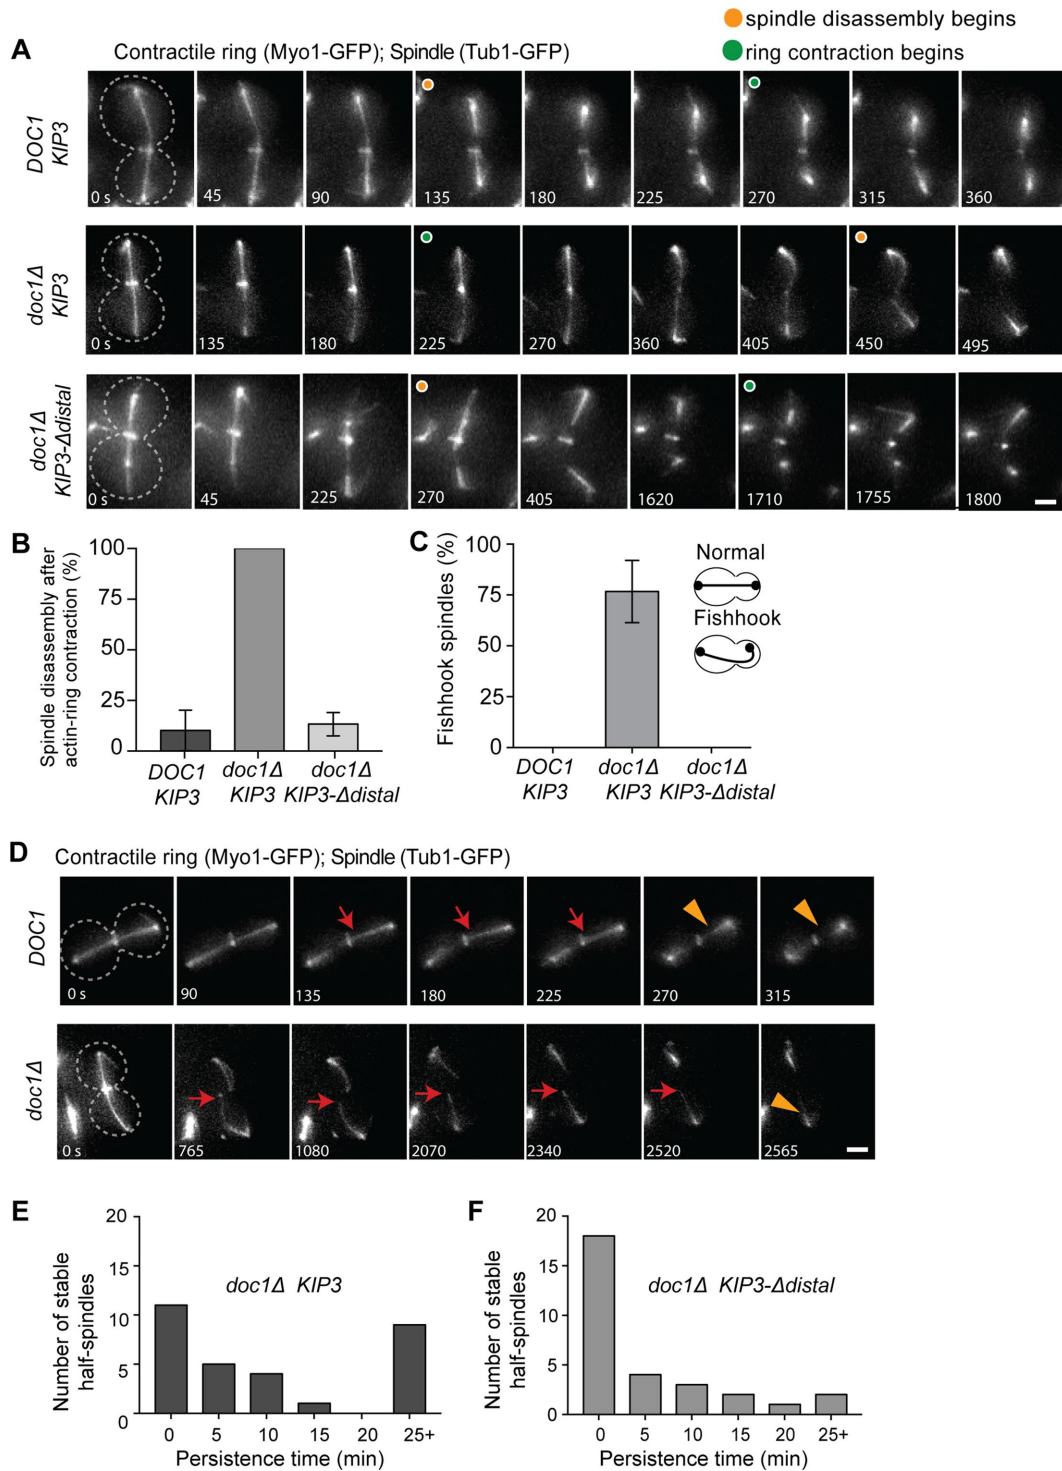 spindle disassembly begins
ring contraction begins
A
Contractile ring (Myo1-GFP); Spindle (Tub1-GFP)
DOC1
KIP3
0 s
45
90
135
180
225
270
315
360
doc1Δ
KIP3
0 s
135
180
225
270
360
405
450
495
doc1Δ
KIP3-Δdistal
0 s
45
225
270
405
1620
1710
1755
1800
B
Spindle disassembly after
actin-ring contraction (%)
100
75
50
25
0
DOC1
KIP3
doc1Δ
KIP3
doc1Δ
KIP3-Δdistal
C
Fishhook spindles (%)
100
75
50
25
0
Normal
Fishhook
DOC1
KIP3
doc1Δ
KIP3
doc1Δ
KIP3-Δdistal
D
Contractile ring (Myo1-GFP); Spindle (Tub1-GFP)
DOC1
0 s
90
135
180
225
270
315
doc1Δ
0 s
765
1080
2070
2340
2520
2565
E
Number of stable
half-spindles
20
15
10
5
0
doc1Δ KIP3
0
5
10
15
20
25+
Persistence time (min)
F
Number of stable
half-spindles
20
15
10
5
0
doc1Δ KIP3-Δdistal
0
5
10
15
20
25+
Persistence time (min)